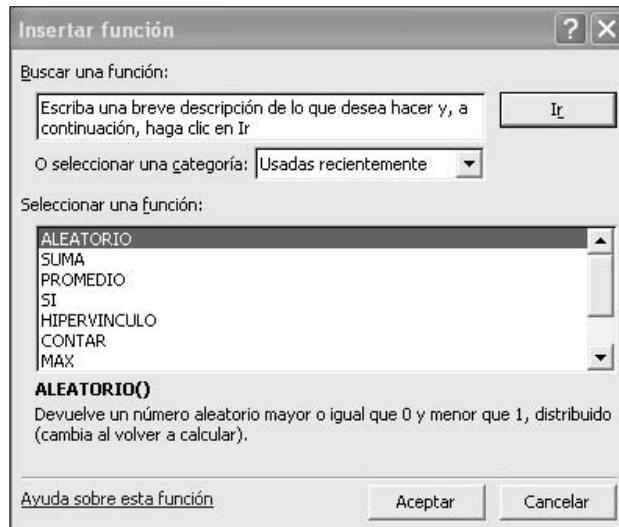 Insertar función
Buscar una función:
Escriba una breve descripción de lo que desea hacer y, a
continuación, haga clic en Ir
Ir
O seleccionar una categoría: Usadas recientemente
Seleccionar una función:
ALEATORIO
SUMA
PROMEDIO
SI
HIPERVINCULO
CONTAR
MAX
ALEATORIO()
Devuelve un número aleatorio mayor o igual que 0 y menor que 1, distribuido
(cambia al volver a calcular).
Ayuda sobre esta función
Aceptar
Cancelar